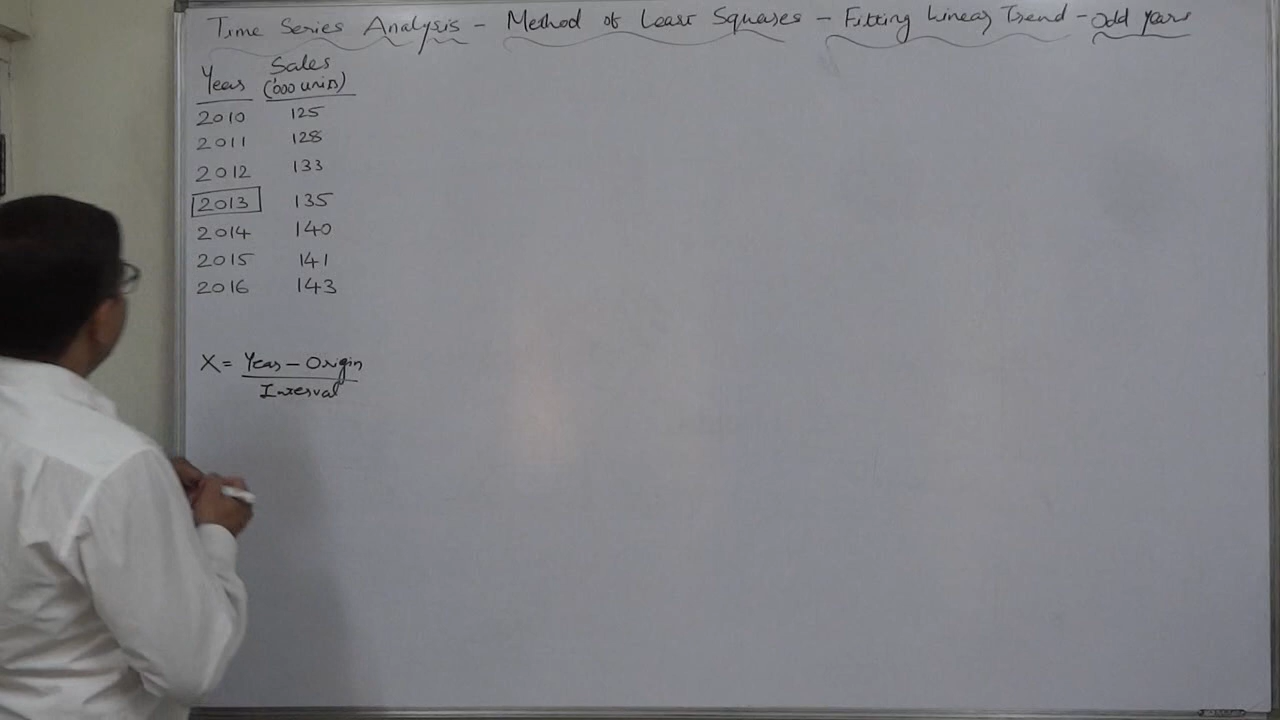 Time Series Analysis - Method of Least Squares - Fitting Linear Trend - odd years
Year Sales ('000 units)
2010 125
2011 128
2012 133
2013 135
2014 140
2015 141
2016 143
X = Year - Origin
Interval